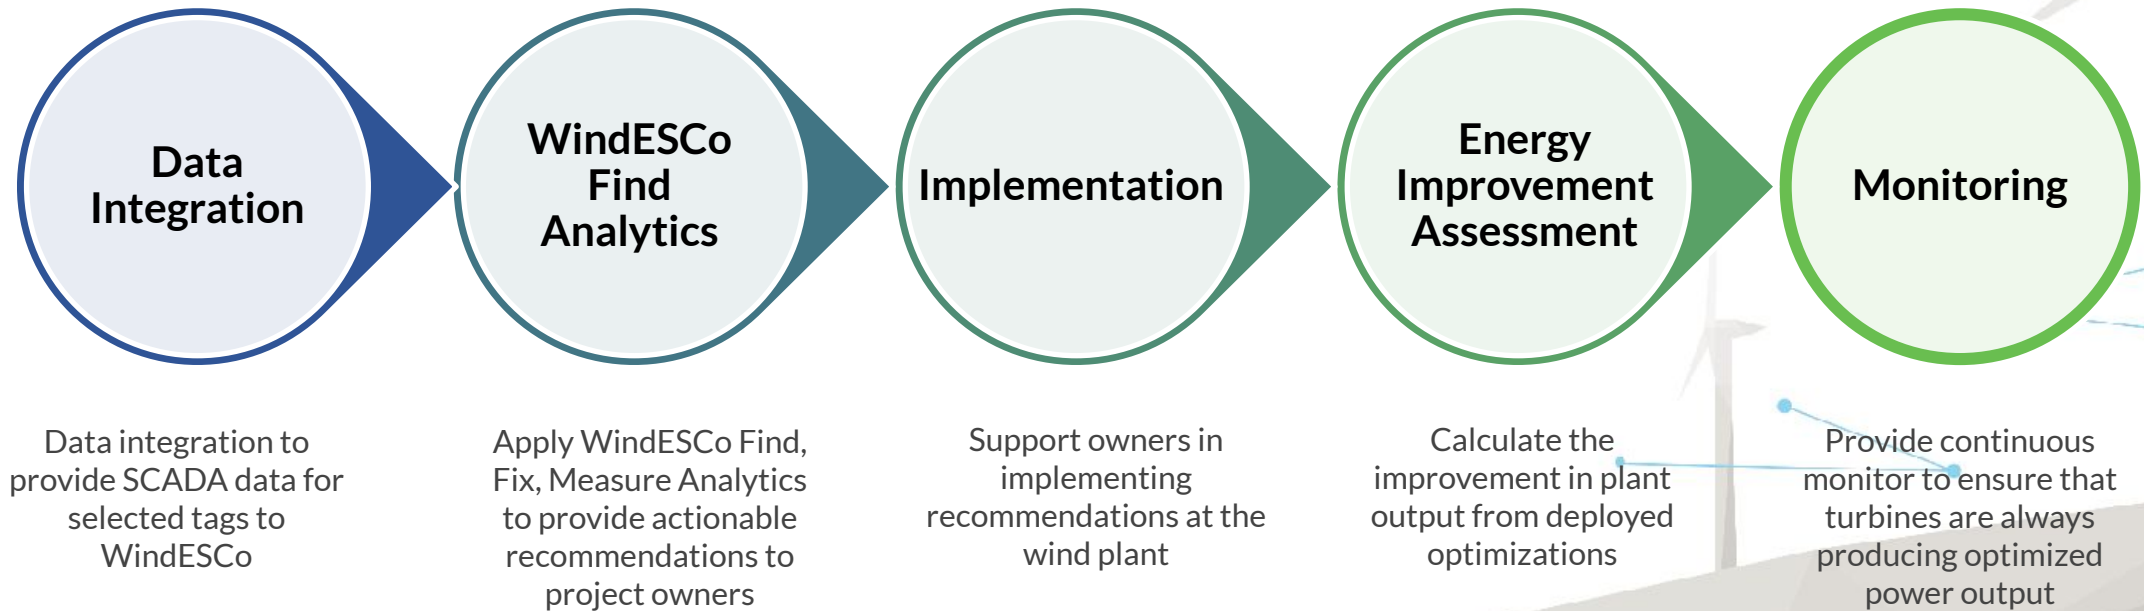 Data
Integration
WindESCo
Find
Analytics
Implementation
Energy
Improvement
Assessment
Monitoring
Data integration to
provide SCADA data for
selected tags to
WindESCo
Apply WindESCo Find,
Fix, Measure Analytics
to provide actionable
recommendations to
project owners
Support owners in
implementing
recommendations at the
wind plant
Calculate the
improvement in plant
output from deployed
optimizations
Provide continuous
monitor to ensure that
turbines are always
producing optimized
power output